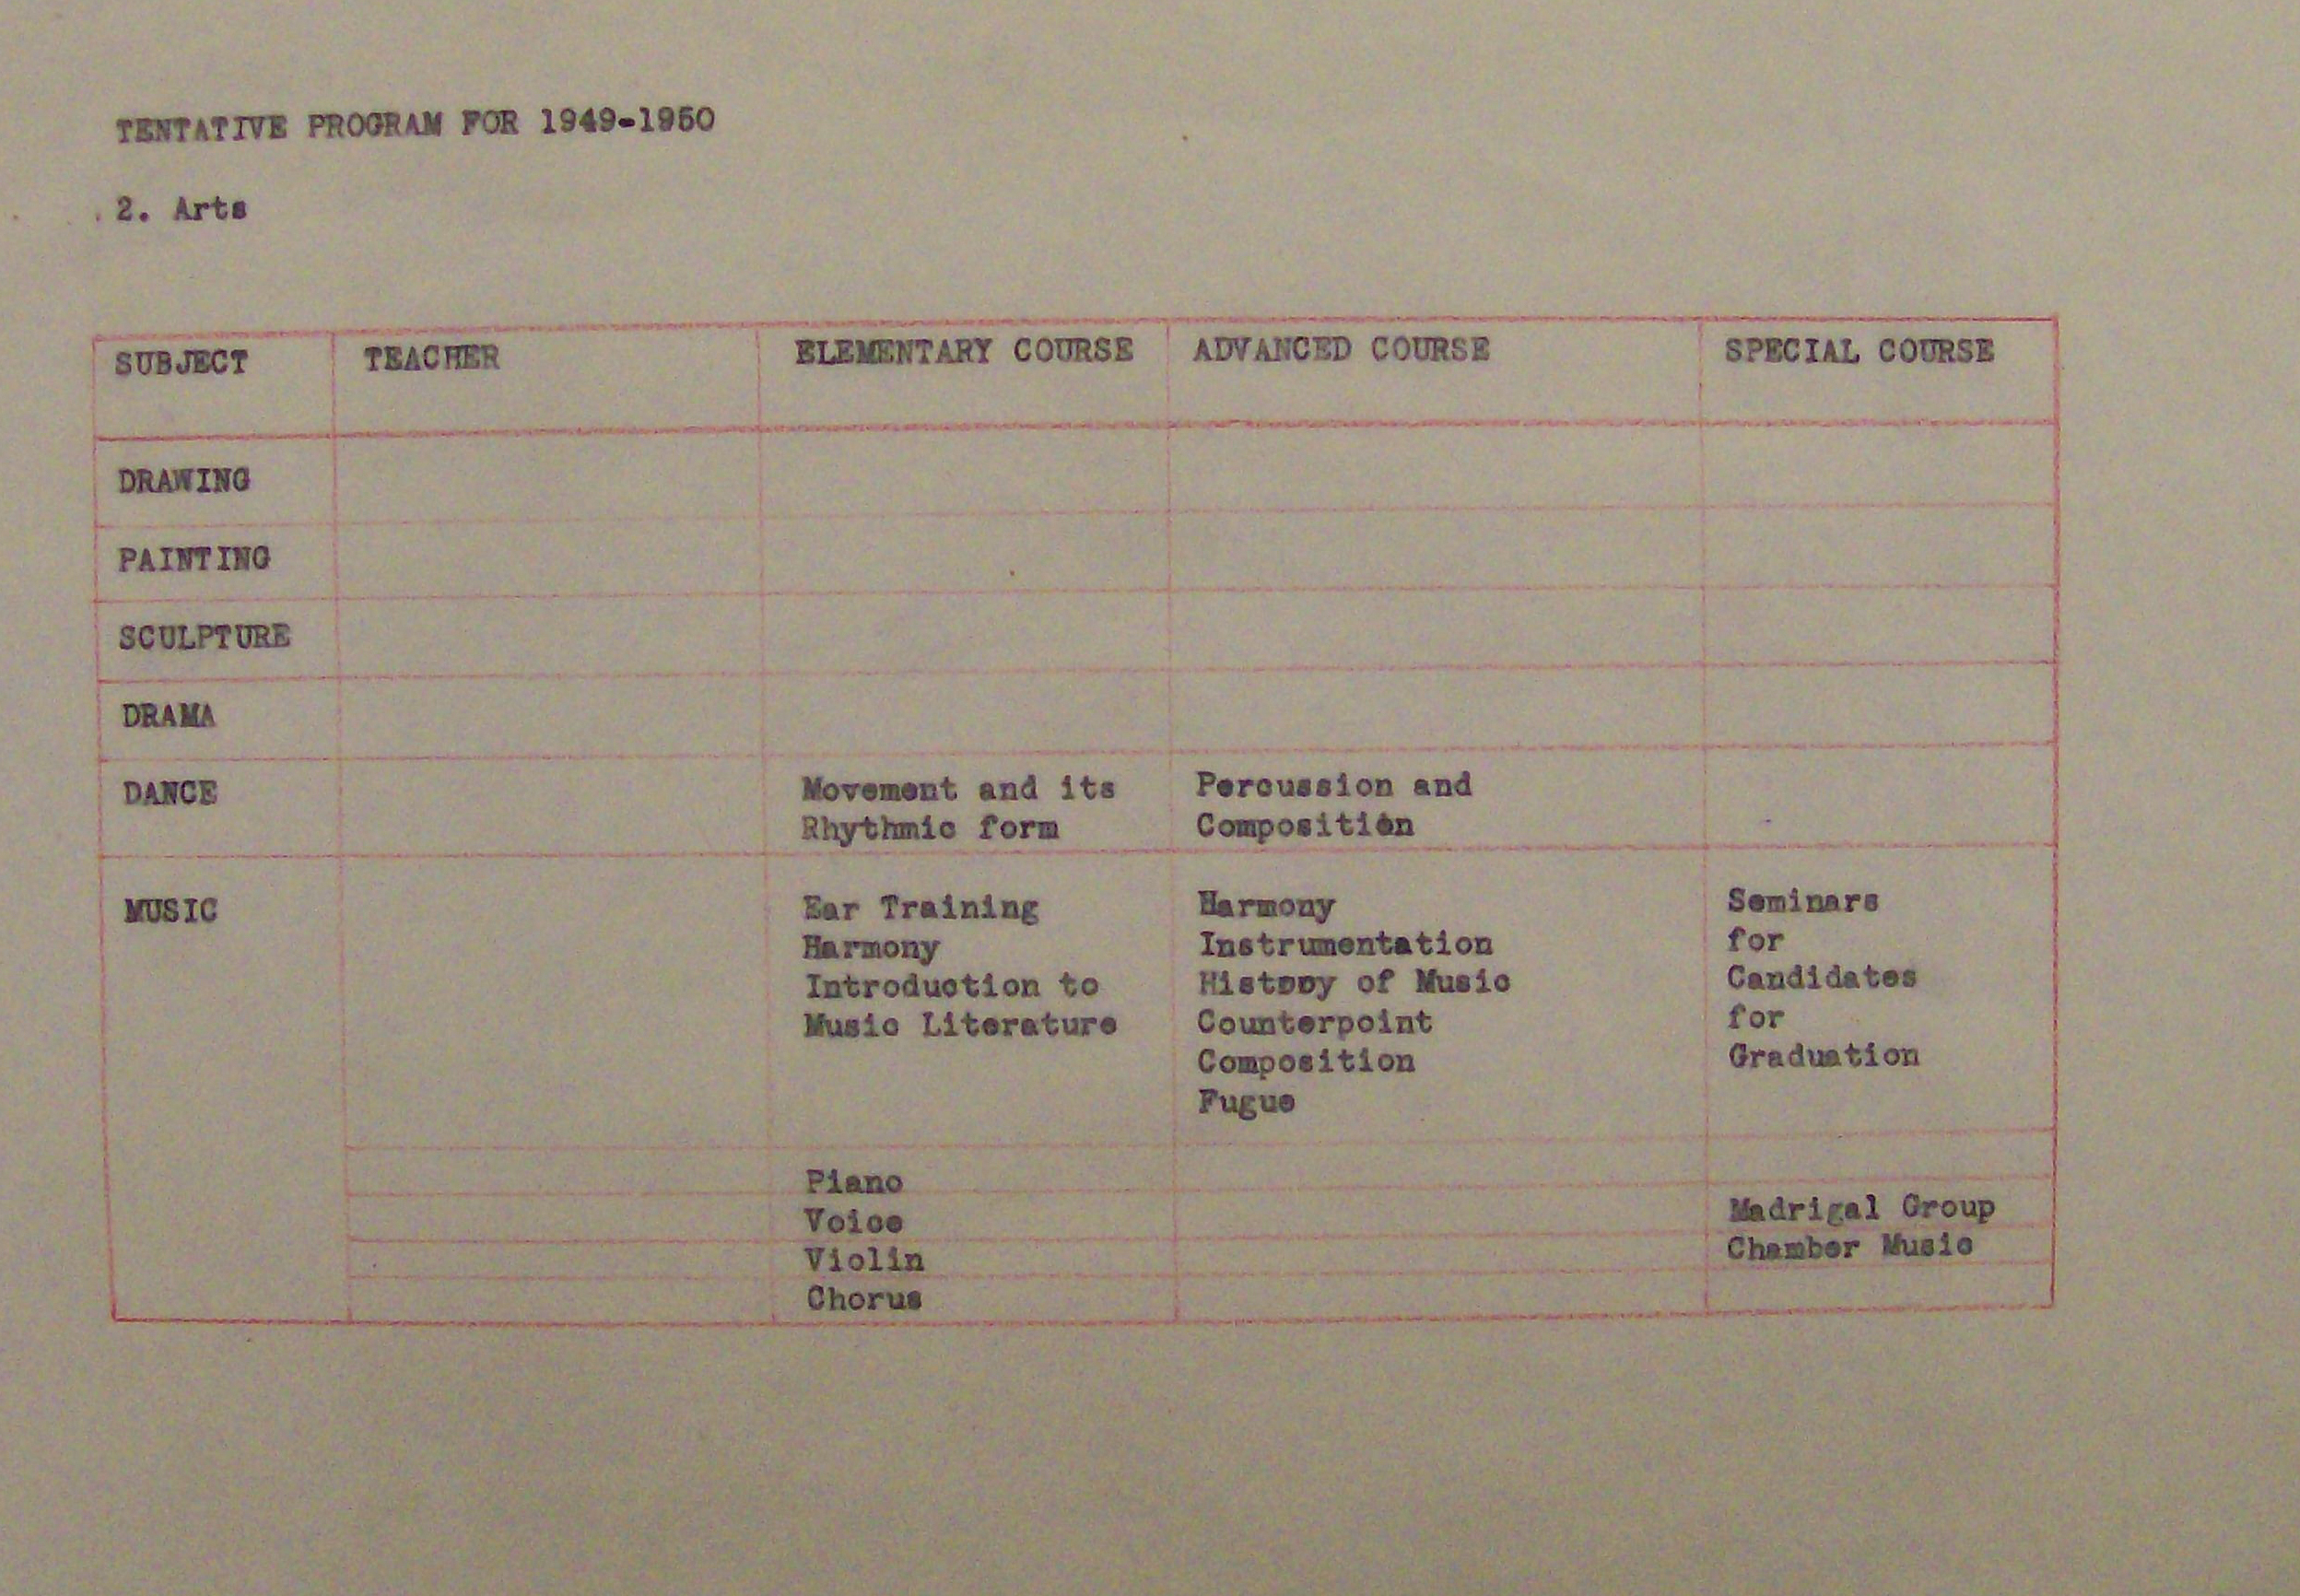 TENTATIVE PROGRAM FOR 1949-1950
2. Arts
SUBJECT TEACHER ELEMENTARY COURSE ADVANCED COURSE SPECIAL COURSE
DRAWING
PAINTING
SCULPTURE
DRAMA
DANCE Movement and its Percussion and
Rhythmic form Composition
MUSIC Ear Training Harmony Seminars
Harmony Instrumentation for
Introduction to History of Music Candidates
Music Literature Counterpoint for
Composition Graduation
Fugue
Piano
Voice Madrigal Group
Violin Chamber Music
Chorus